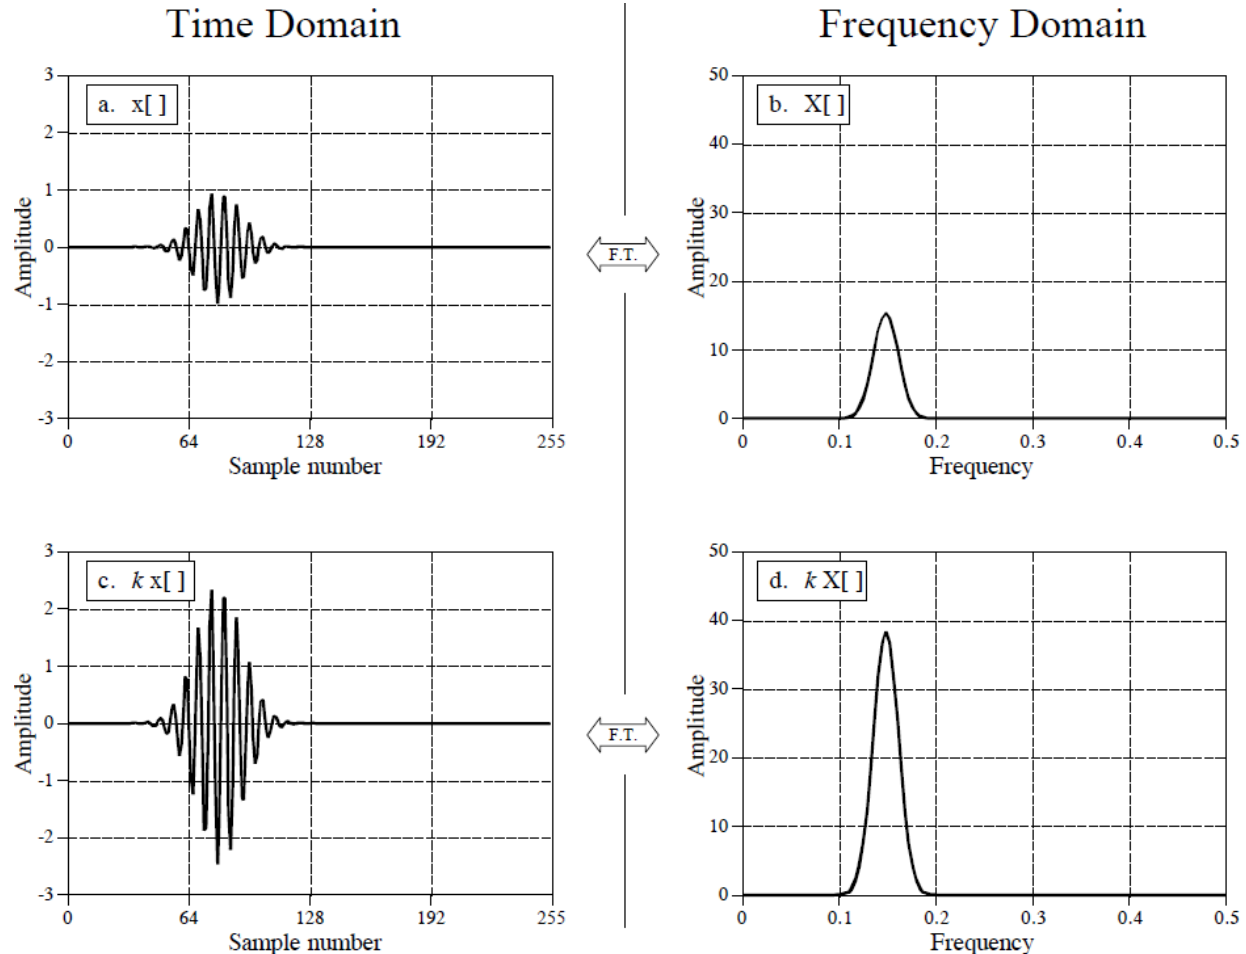 Time Domain
Frequency Domain
3
2
1
0
-1
-2
-3
Amplitude
a. x[ ]
0 64 128 192 255
Sample number
F.T.
50
40
30
20
10
0
Amplitude
b. X[ ]
0 0.1 0.2 0.3 0.4 0.5
Frequency
3
2
1
0
-1
-2
-3
Amplitude
c. k x[ ]
0 64 128 192 255
Sample number
F.T.
50
40
30
20
10
0
Amplitude
d. k X[ ]
0 0.1 0.2 0.3 0.4 0.5
Frequency